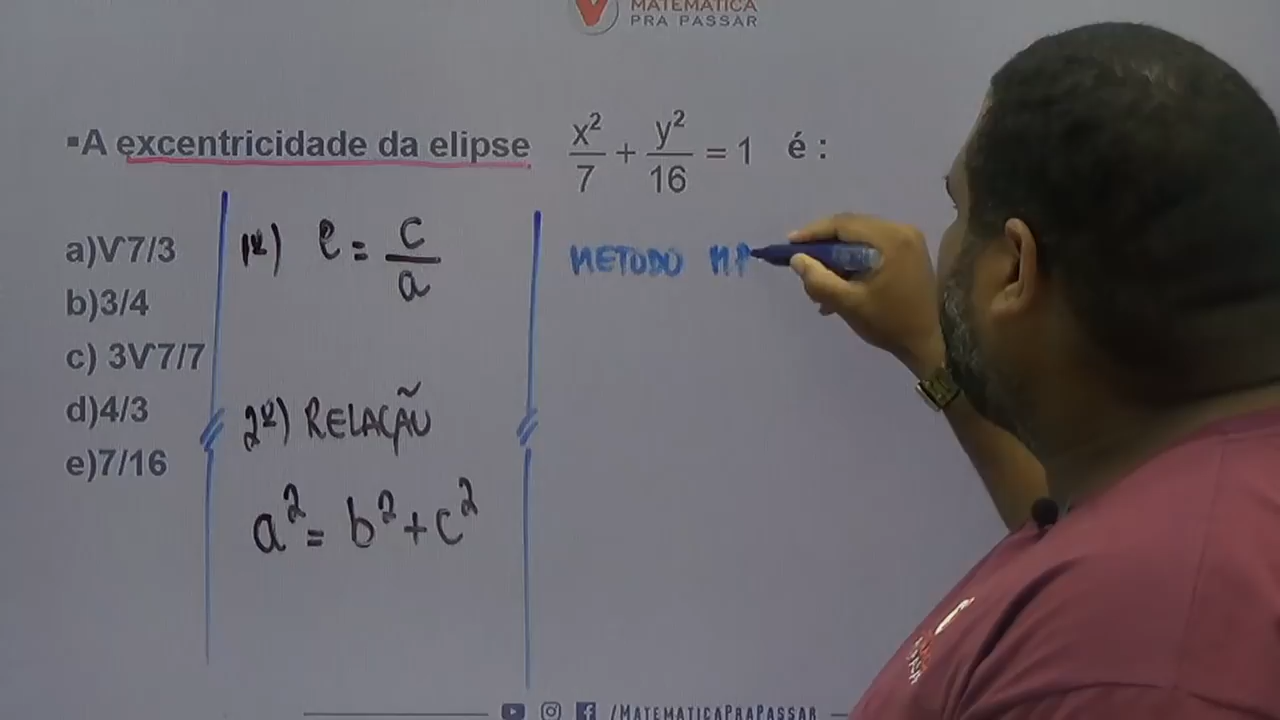 MATEMÁTICA
PRA PASSAR
▪A excentricidade da elipse x²/7 + y²/16 = 1 é :
a)√7/3
b)3/4
c) 3√7/7
d)4/3
e)7/16
1º) e = c/a
2º) RELAÇÃO
a² = b² + c²
METODO MP
/MATEMATICAPRAPASSAR